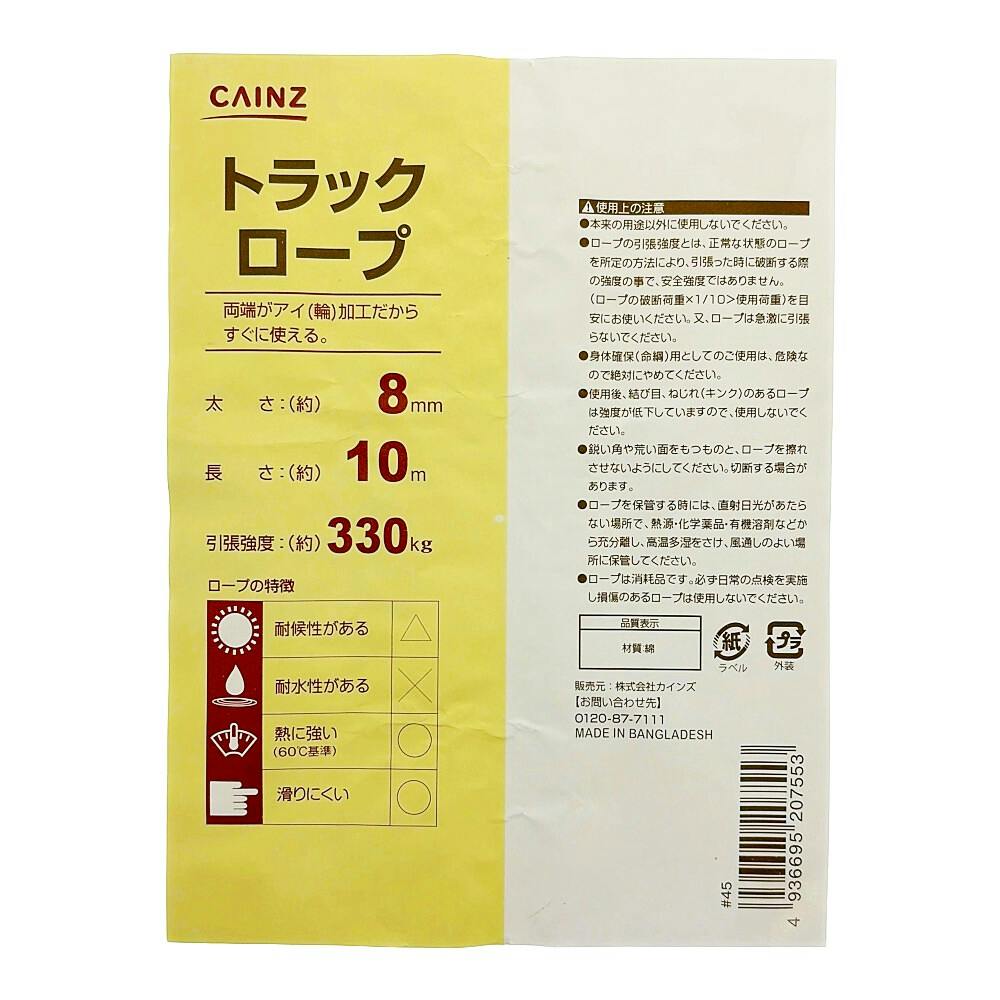 CAINZ
トラック
ロープ
両端がアイ(輪)加工だから
すぐに使える。
太　さ:(約) 8mm
長　さ:(約) 10m
引張強度:(約) 330kg
ロープの特徴
耐候性がある △
耐水性がある ×
熱に強い ○
(60℃基準)
滑りにくい ○
使用上の注意
●本来の用途以外に使用しないでください。
●ロープの引張強度とは、正常な状態のロープ
を所定の方法により、引張った時に破断する際
の強度の事で、安全強度ではありません。
(ロープの破断荷重×1/10>使用荷重)を目
安にお使いください。又、ロープは急激に引張
らないでください。
●身体確保(命綱)用としてのご使用は、危険な
ので絶対にやめてください。
●使用後、結び目、ねじれ(キンク)のあるロープ
は強度が低下していますので、使用しないでく
ださい。
●鋭い角や荒い面をもつものと、ロープを擦れ
させないようにしてください。切断する場合が
あります。
●ロープを保管する時には、直射日光があたら
ない場所で、熱源・化学薬品・有機溶剤などか
ら充分離し、高温多湿をさけ、風通しのよい場
所に保管してください。
●ロープは消耗品です。必ず日常の点検を実施
し損傷のあるロープは使用しないでください。
品質表示
材質:綿
紙
ラベル
プラ
外装
販売元:株式会社カインズ
【お問い合わせ先】
0120-87-7111
MADE IN BANGLADESH
#45
4 936695 207553